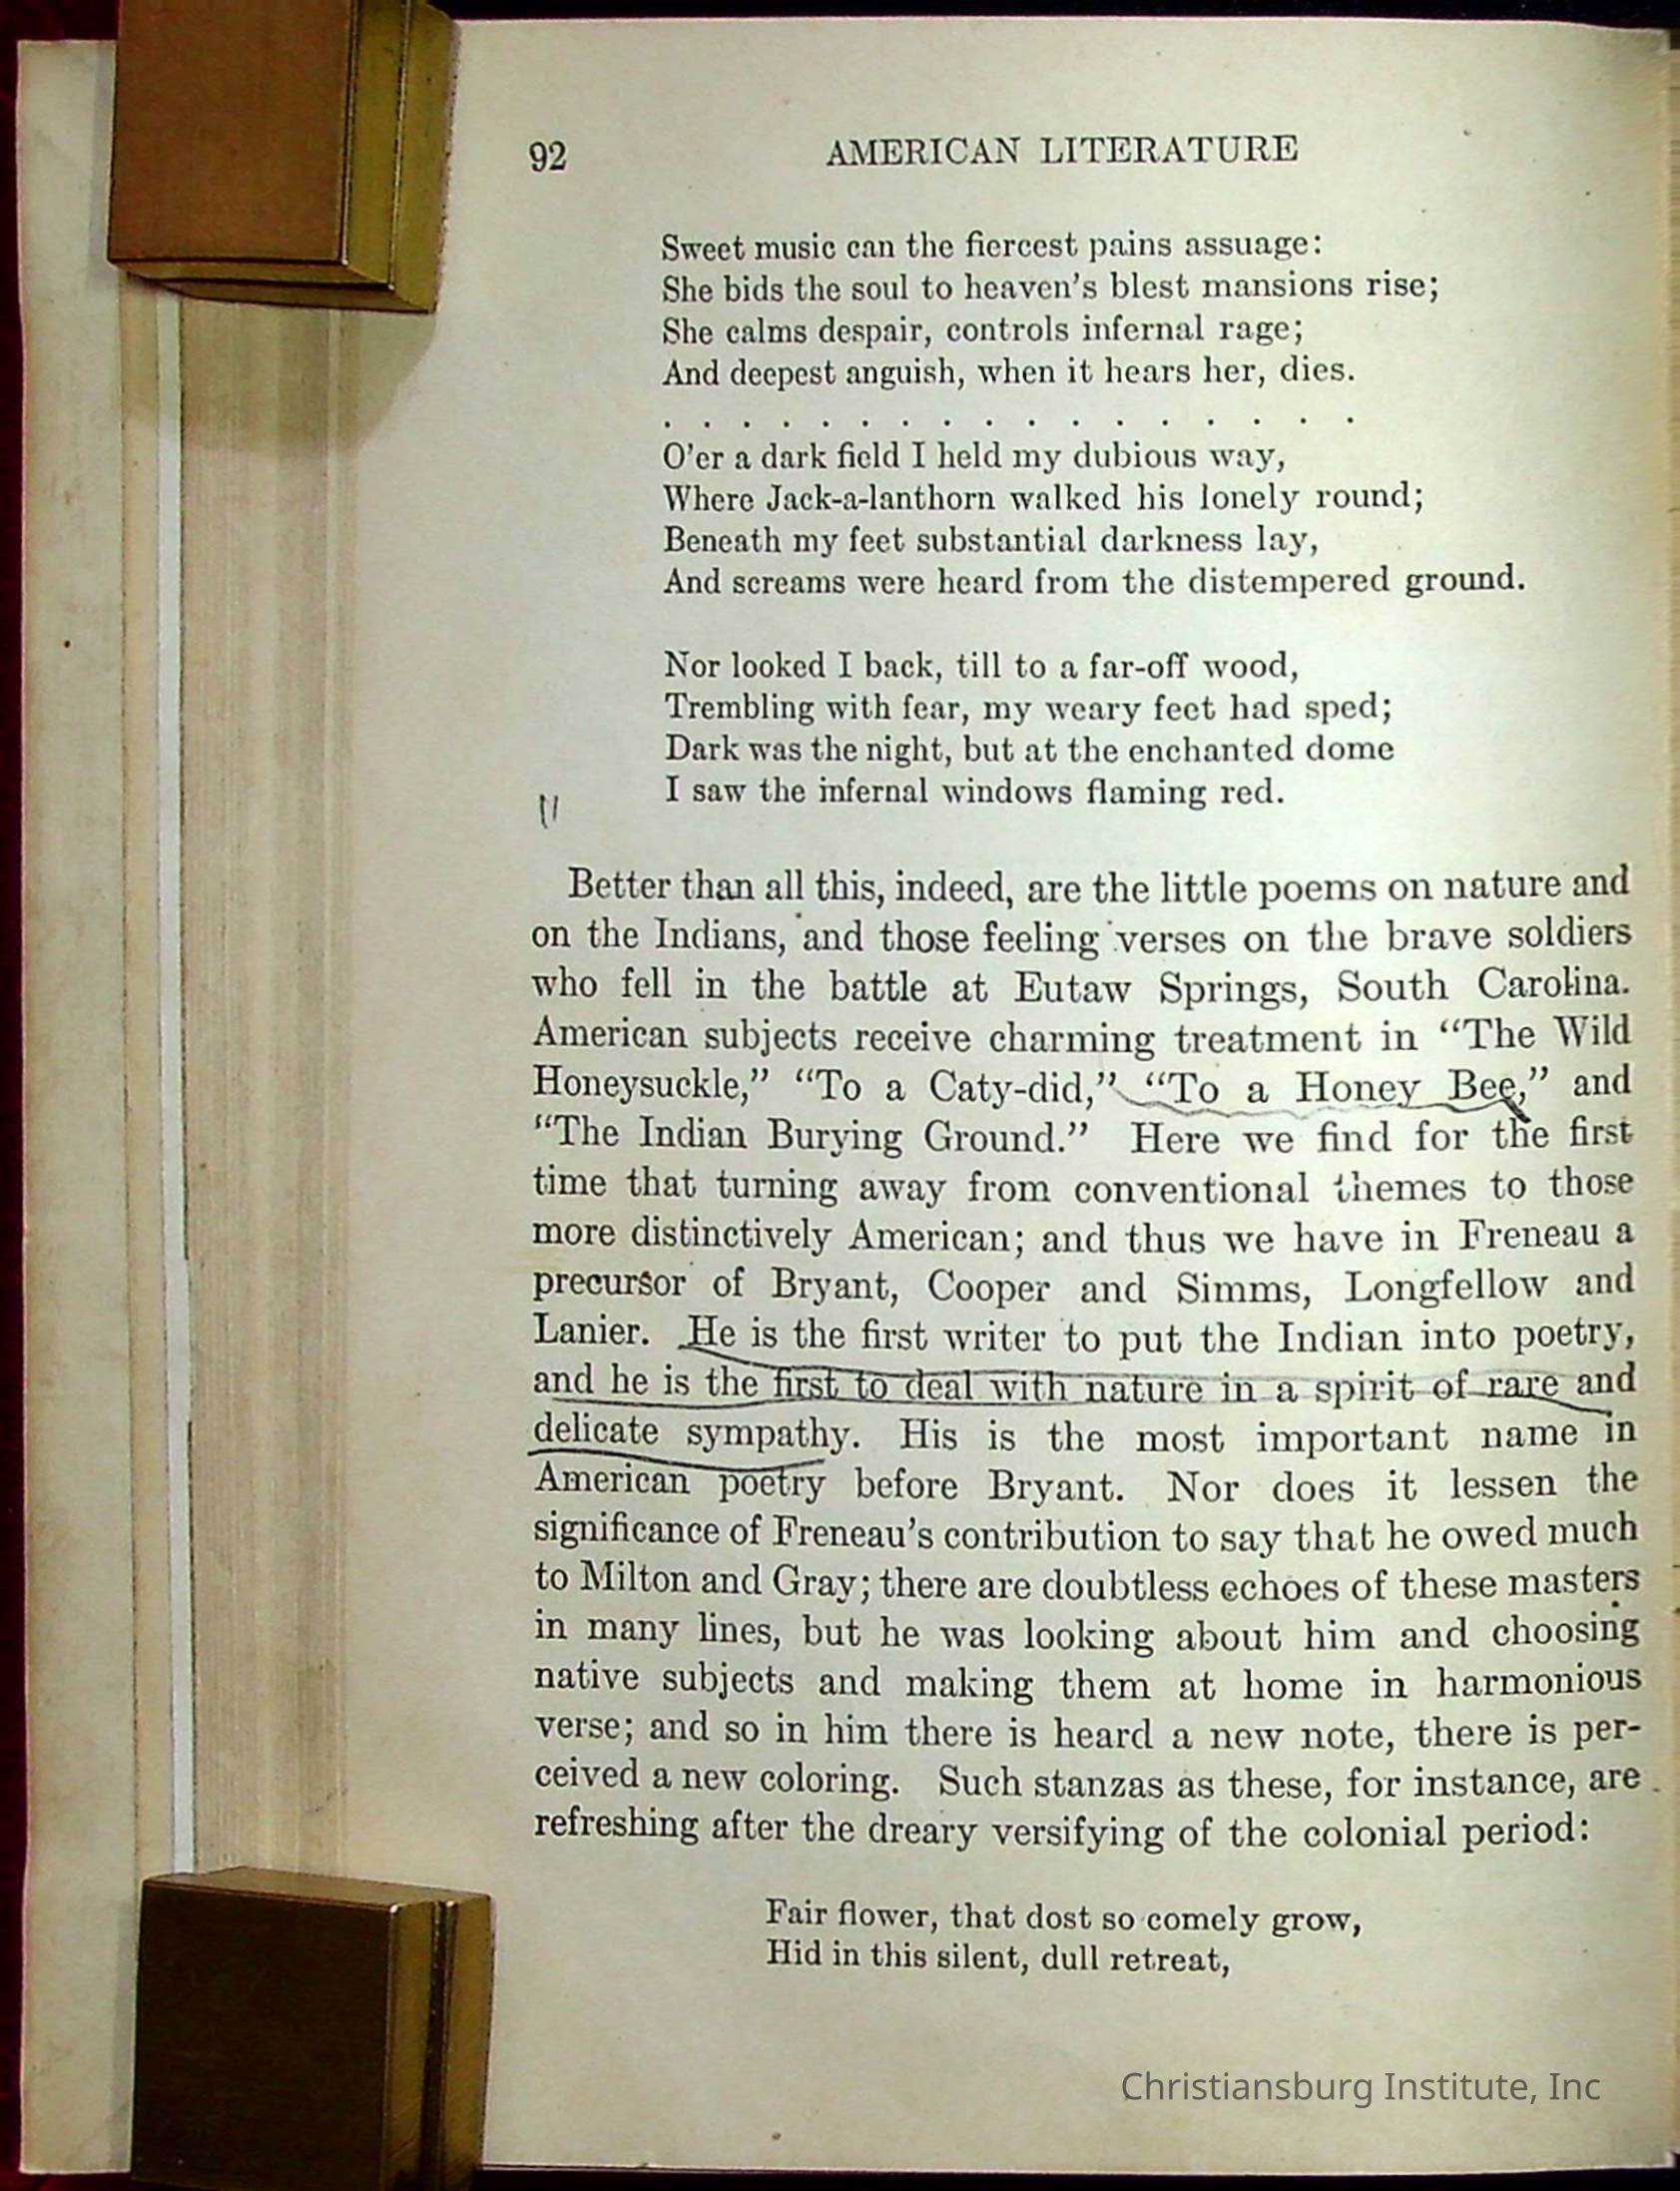 92 AMERICAN LITERATURE
Sweet music can the fiercest pains assuage:
She bids the soul to heaven's blest mansions rise;
She calms despair, controls infernal rage;
And deepest anguish, when it hears her, dies.
. . . . . . . . . . . . . . . . .
O'er a dark field I held my dubious way,
Where Jack-a-lanthorn walked his lonely round;
Beneath my feet substantial darkness lay,
And screams were heard from the distempered ground.
Nor looked I back, till to a far-off wood,
Trembling with fear, my weary feet had sped;
Dark was the night, but at the enchanted dome
I saw the infernal windows flaming red.
Better than all this, indeed, are the little poems on nature and
on the Indians, and those feeling verses on the brave soldiers
who fell in the battle at Eutaw Springs, South Carolina.
American subjects receive charming treatment in “The Wild
Honeysuckle,” “To a Caty-did,” “To a Honey Bee,” and
“The Indian Burying Ground.” Here we find for the first
time that turning away from conventional themes to those
more distinctively American; and thus we have in Freneau a
precursor of Bryant, Cooper and Simms, Longfellow and
Lanier. He is the first writer to put the Indian into poetry,
and he is the first to deal with nature in a spirit of rare and
delicate sympathy. His is the most important name in
American poetry before Bryant. Nor does it lessen the
significance of Freneau's contribution to say that he owed much
to Milton and Gray; there are doubtless echoes of these masters
in many lines, but he was looking about him and choosing
native subjects and making them at home in harmonious
verse; and so in him there is heard a new note, there is per-
ceived a new coloring. Such stanzas as these, for instance, are
refreshing after the dreary versifying of the colonial period:
Fair flower, that dost so comely grow,
Hid in this silent, dull retreat,
Christiansburg Institute, Inc